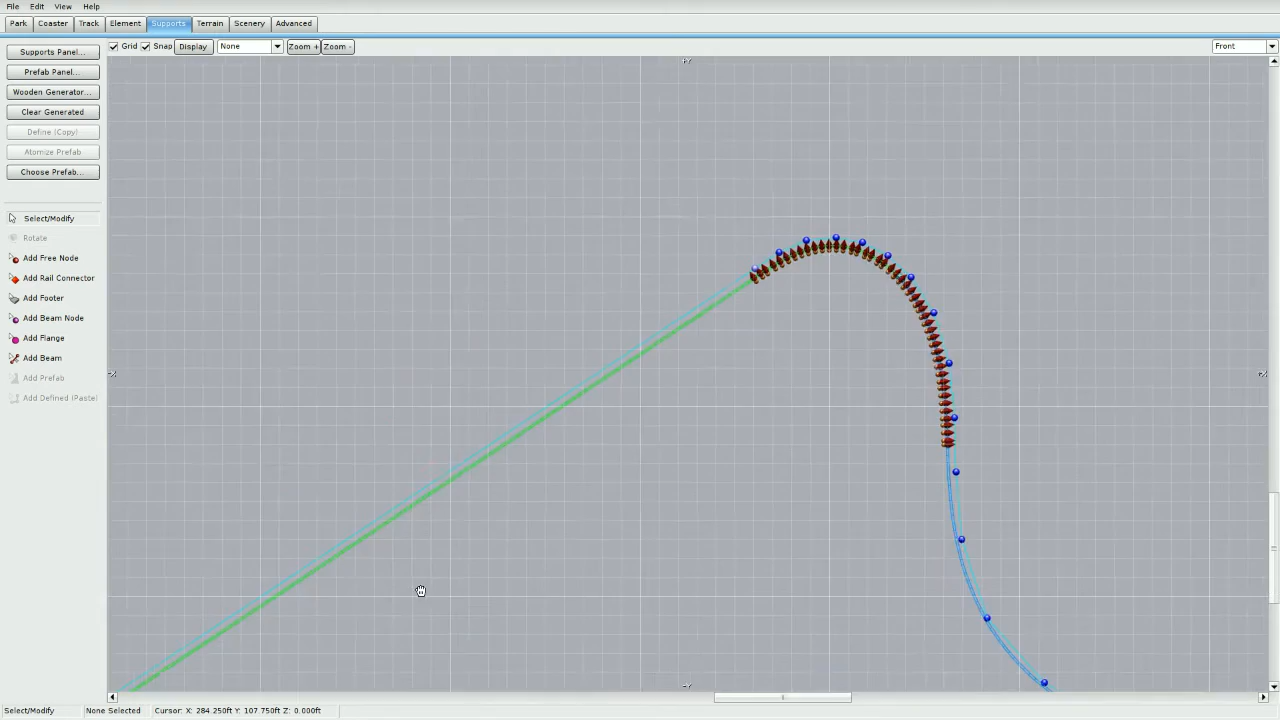 File Edit View Help
Park Coaster Track Element Supports Terrain Scenery Advanced
Supports Panel... Grid Snap Display None Zoom + Zoom - Front
Prefab Panel...
Wooden Generator...
Clear Generated
Define (Copy)
Atomize Prefab
Choose Prefab...
Select/Modify
Rotate
Add Free Node
Add Rail Connector
Add Footer
Add Beam Node
Add Flange
Add Beam
Add Prefab
Add Defined (Paste)
Select/Modify None Selected Cursor: X: 284.250ft Y: 107.750ft Z: 0.000ft